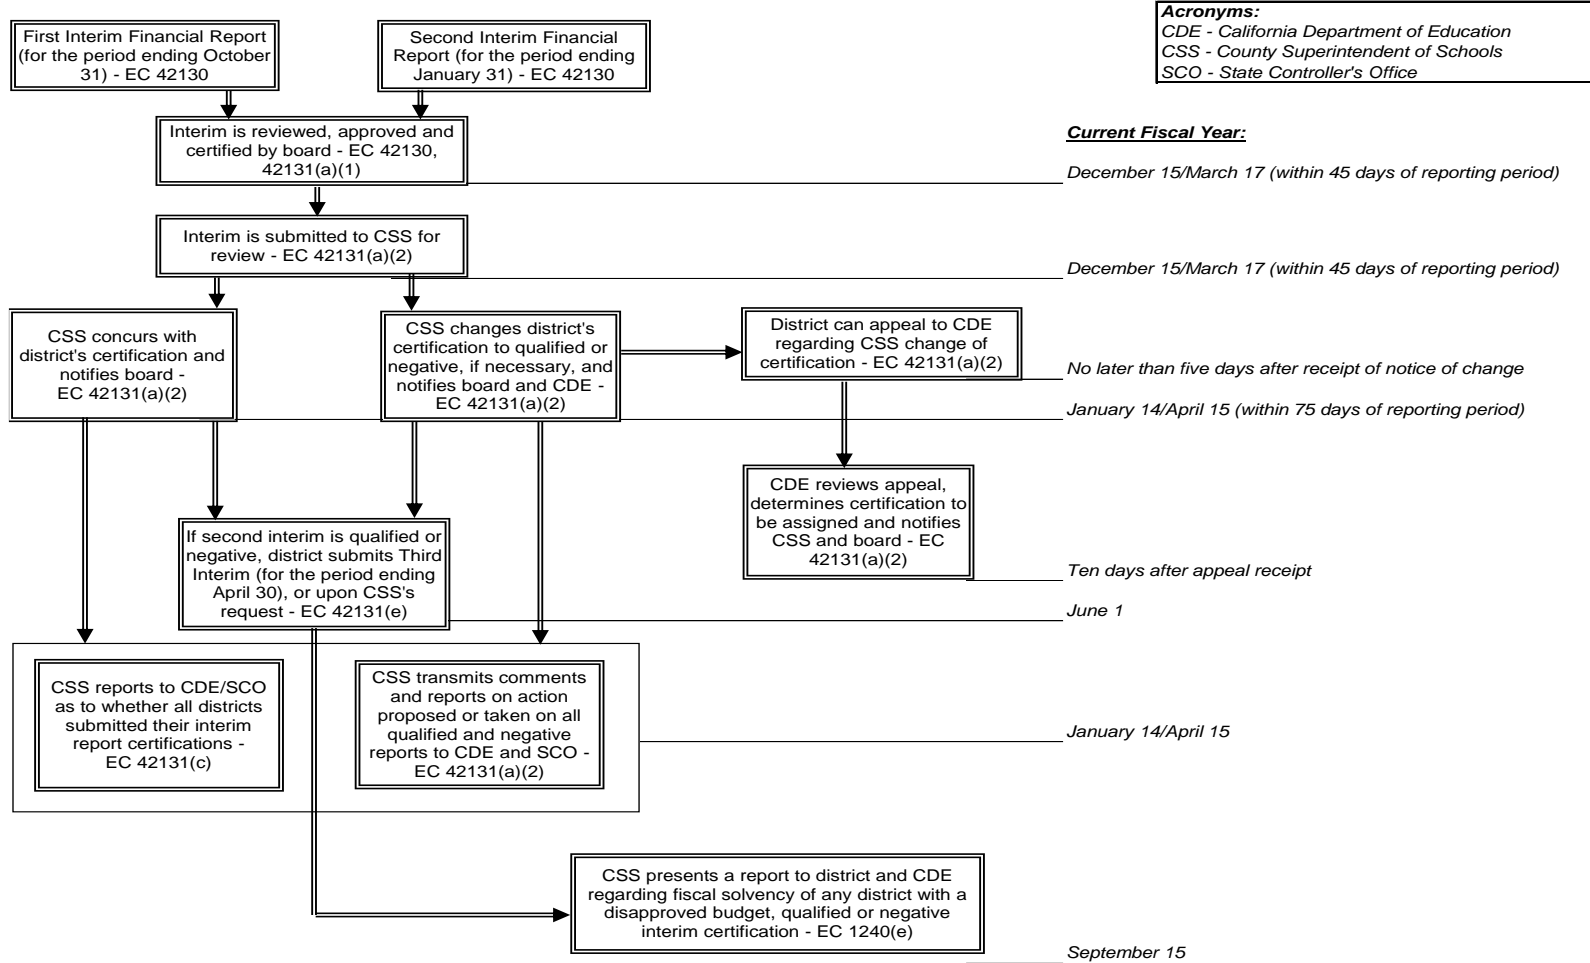 Acronyms:
CDE - California Department of Education
CSS - County Superintendent of Schools
SCO - State Controller's Office
First Interim Financial Report
(for the period ending October
31) - EC 42130
Second Interim Financial
Report (for the period ending
January 31) - EC 42130
Interim is reviewed, approved and
certified by board - EC 42130,
42131(a)(1)
Current Fiscal Year:
December 15/March 17 (within 45 days of reporting period)
Interim is submitted to CSS for
review - EC 42131(a)(2)
December 15/March 17 (within 45 days of reporting period)
CSS concurs with
district's certification and
notifies board -
EC 42131(a)(2)
CSS changes district's
certification to qualified or
negative, if necessary, and
notifies board and CDE -
EC 42131(a)(2)
District can appeal to CDE
regarding CSS change of
certification - EC 42131(a)(2)
No later than five days after receipt of notice of change
January 14/April 15 (within 75 days of reporting period)
CDE reviews appeal,
determines certification to
be assigned and notifies
CSS and board - EC
42131(a)(2)
Ten days after appeal receipt
If second interim is qualified or
negative, district submits Third
Interim (for the period ending
April 30), or upon CSS's
request - EC 42131(e)
June 1
CSS reports to CDE/SCO
as to whether all districts
submitted their interim
report certifications -
EC 42131(c)
CSS transmits comments
and reports on action
proposed or taken on all
qualified and negative
reports to CDE and SCO -
EC 42131(a)(2)
January 14/April 15
CSS presents a report to district and CDE
regarding fiscal solvency of any district with a
disapproved budget, qualified or negative
interim certification - EC 1240(e)
September 15